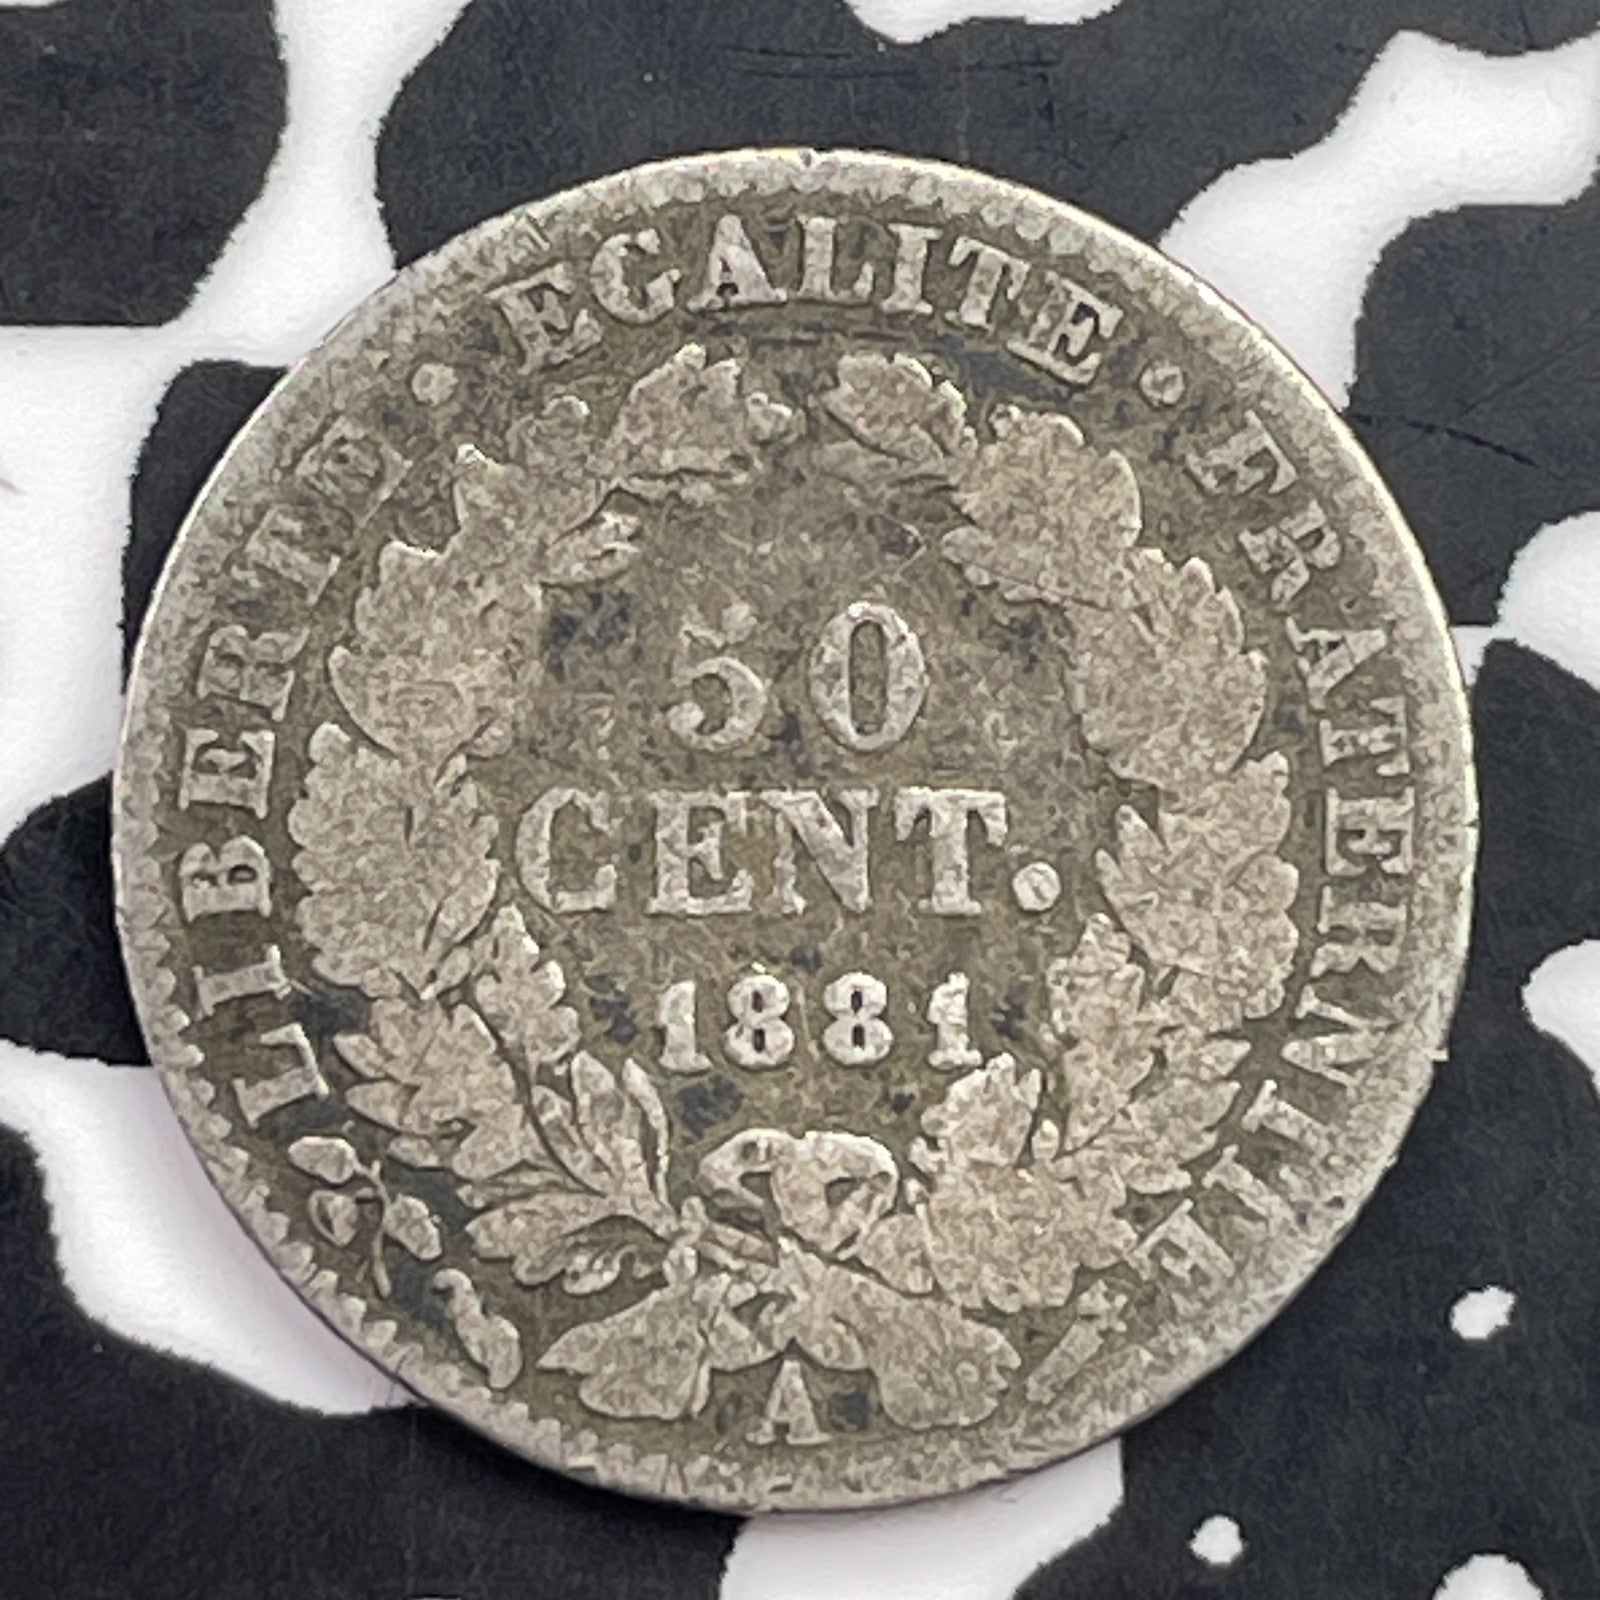 LIBERTE · EGALITE · FRATERNITE
50
CENT.
1881
A